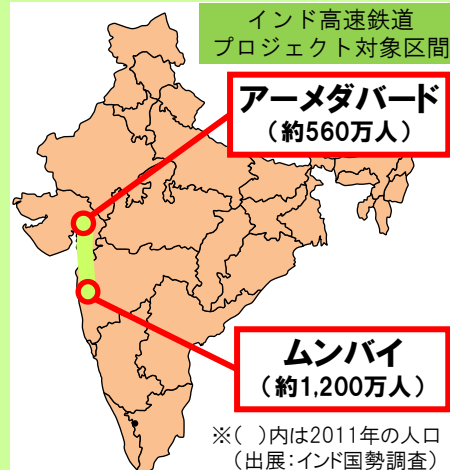 インド高速鉄道
プロジェクト対象区間
アーメダバード
(約560万人)
ムンバイ
(約1,200万人)
※( )内は2011年の人口
(出展:インド国勢調査)